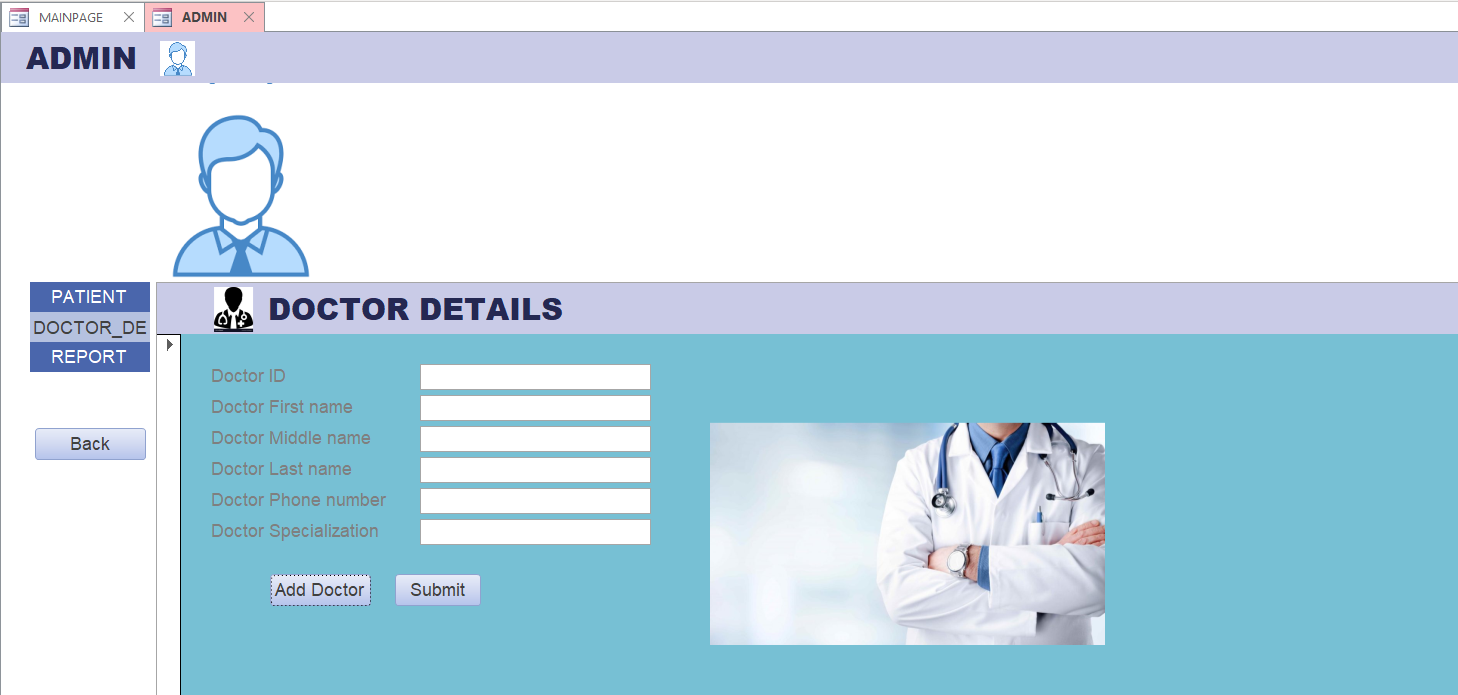 MAINPAGE
ADMIN
ADMIN
PATIENT
DOCTOR_DE
REPORT
Back
DOCTOR DETAILS
Doctor ID
Doctor First name
Doctor Middle name
Doctor Last name
Doctor Phone number
Doctor Specialization
Add Doctor
Submit